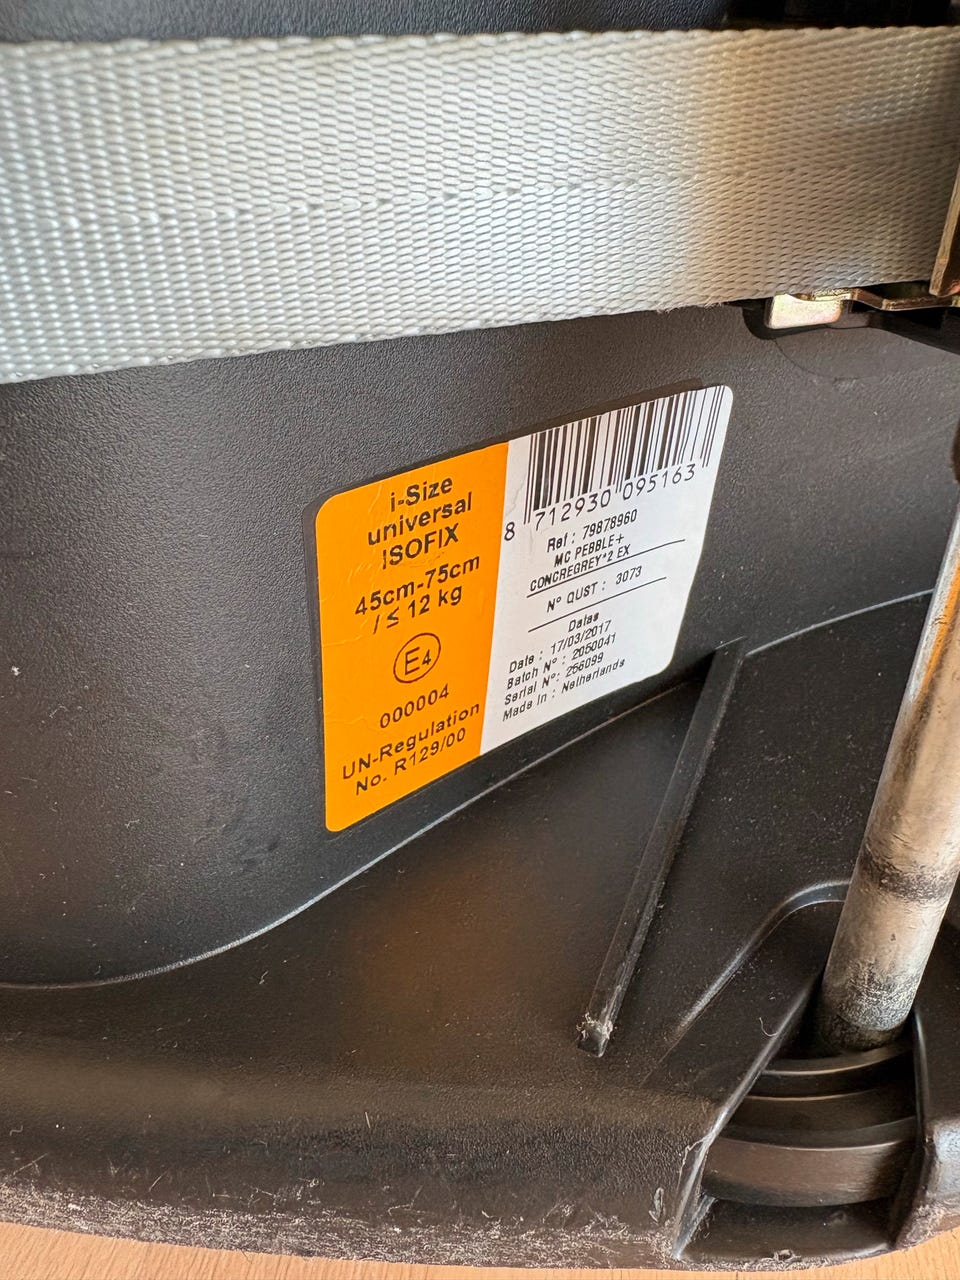 i-Size
universal
ISOFIX
45cm-75cm
/ ≤ 12 kg
E4
000004
UN-Regulation
No. R129/00
8 712930 095163
Ref : 79878960
MC PEBBLE+
CONCREGREY*2 EX
N° QUST : 3073
Datas
Date : 17/03/2017
Batch N° : 2050041
Serial N°: 256099
Made In : Netherlands